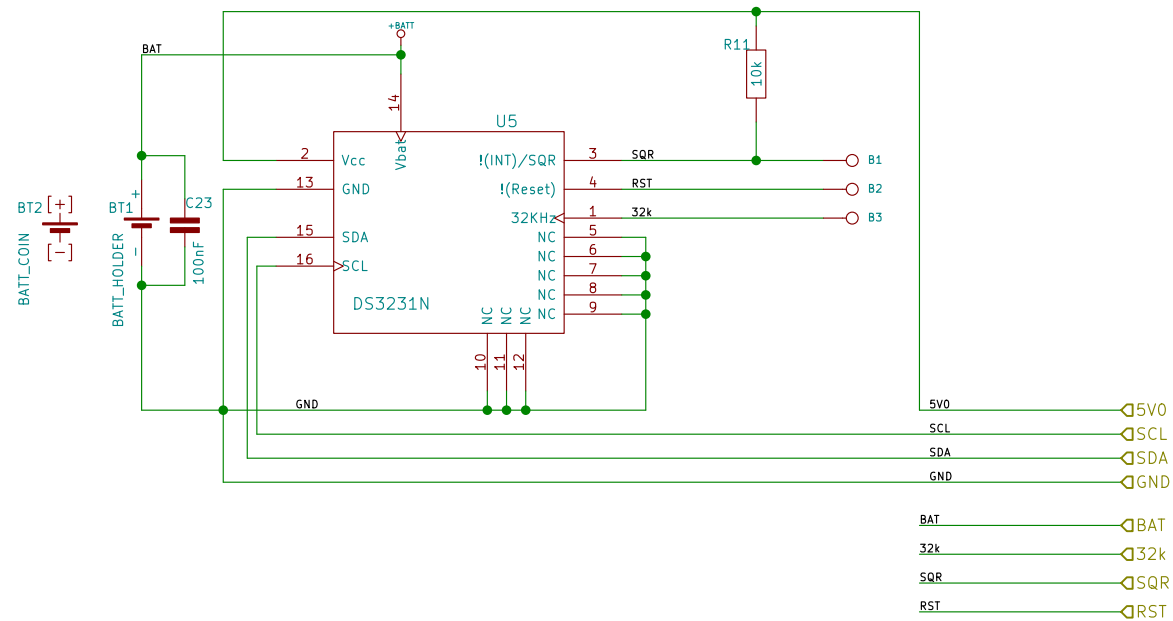 +BATT
BAT
R11
10k
14
U5
2
Vcc
Vbat
!(INT)/SQR
3
SQR
B1
13
GND
!(Reset)
4
RST
B2
32KHz
1
32k
B3
BT2
[+]
[-]
BATT_COIN
BT1
+
-
BATT_HOLDER
C23
100nF
15
SDA
NC
5
NC
6
16
SCL
NC
7
NC
8
NC
9
DS3231N
NC
NC
NC
10
11
12
GND
5V0
5V0
SCL
SCL
SDA
SDA
GND
GND
BAT
BAT
32k
32k
SQR
SQR
RST
RST